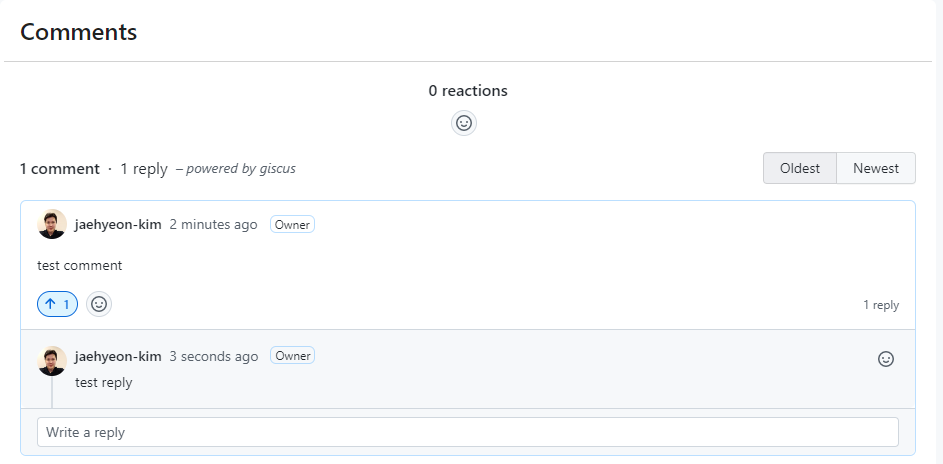 Comments
0 reactions
1 comment · 1 reply – powered by giscus
Oldest Newest
jaehyeon-kim 2 minutes ago Owner
test comment
↑ 1
1 reply
jaehyeon-kim 3 seconds ago Owner
test reply
Write a reply